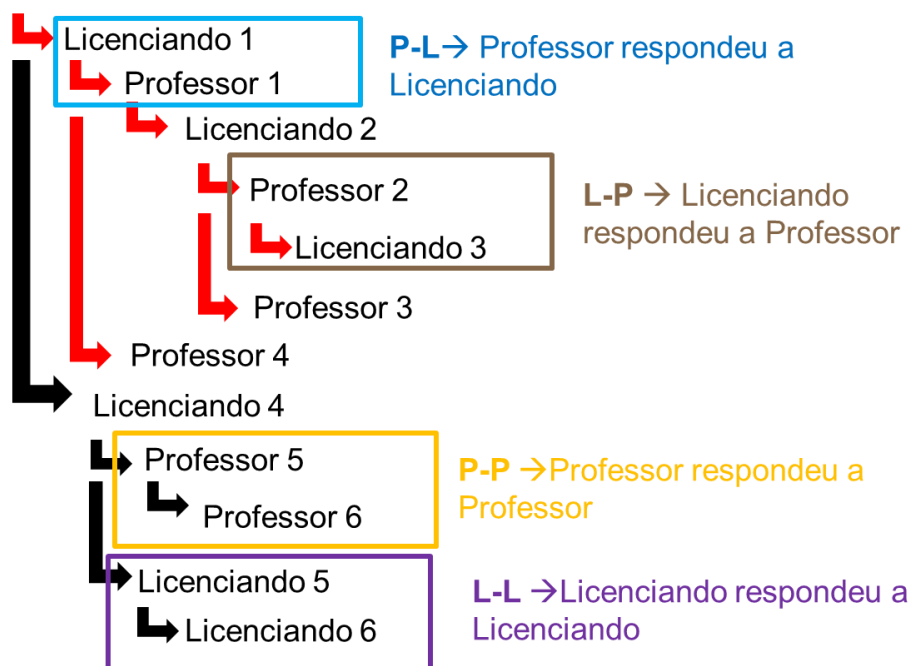 Licenciando 1
P-L→ Professor respondeu a
Licenciando
Professor 1
Licenciando 2
Professor 2
L-P → Licenciando
respondeu a Professor
Licenciando 3
Professor 3
Professor 4
Licenciando 4
Professor 5
P-P →Professor respondeu a
Professor
Professor 6
Licenciando 5
L-L →Licenciando respondeu a
Licenciando
Licenciando 6